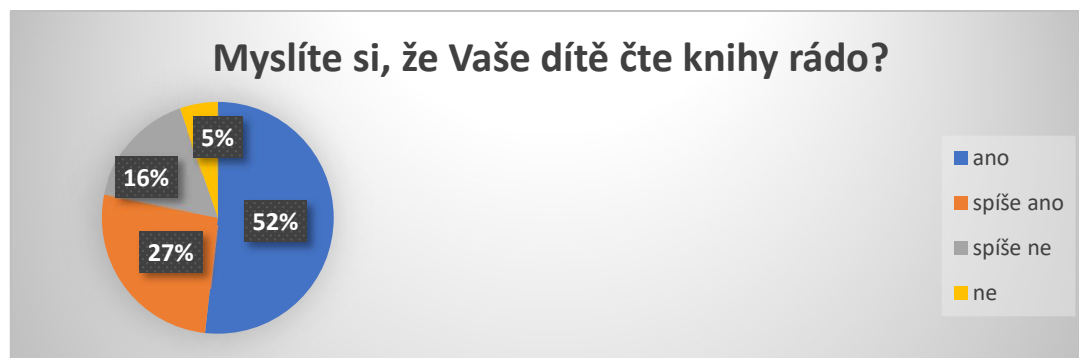 Myslíte si, že Vaše dítě čte knihy rádo?
5%
16%
52%
27%
ano
spíše ano
spíše ne
ne